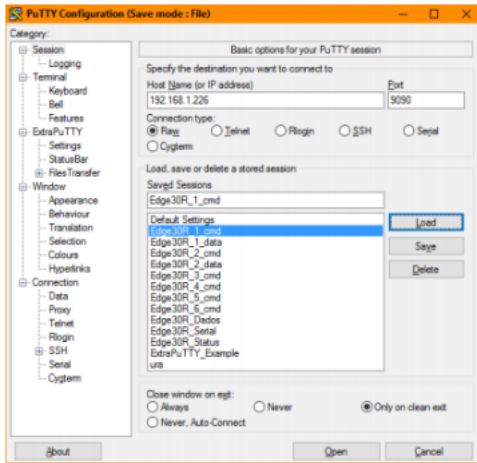 PuTTY Configuration (Save mode : File)
Category:
Session
Logging
Terminal
Keyboard
Bell
Features
ExtraPuTTY
Settings
StatusBar
FilesTransfer
Window
Appearance
Behaviour
Translation
Selection
Colours
Hyperlinks
Connection
Data
Proxy
Telnet
Rlogin
SSH
Serial
Cygterm
Basic options for your PuTTY session
Specify the destination you want to connect to
Host Name (or IP address) Port
192.168.1.226 9090
Connection type:
Raw Telnet Rlogin SSH Serial
Cygterm
Load, save or delete a stored session
Saved Sessions
Edge30R_1_cmd
Default Settings
Edge30R_1_cmd
Edge30R_1_data
Edge30R_2_cmd
Edge30R_2_data
Edge30R_3_cmd
Edge30R_4_cmd
Edge30R_5_cmd
Edge30R_6_cmd
Edge30R_Dados
Edge30R_Serial
Edge30R_Status
ExtraPuTTY_Example
ura
Load
Save
Delete
Close window on exit:
Always Never Only on clean exit
Never, Auto-Connect
About Open Cancel